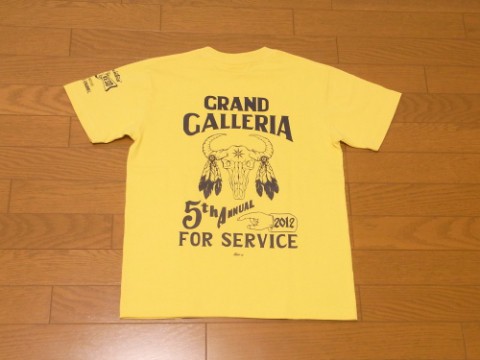 GRAND
GALLERIA
5th ANNUAL
2012
FOR SERVICE